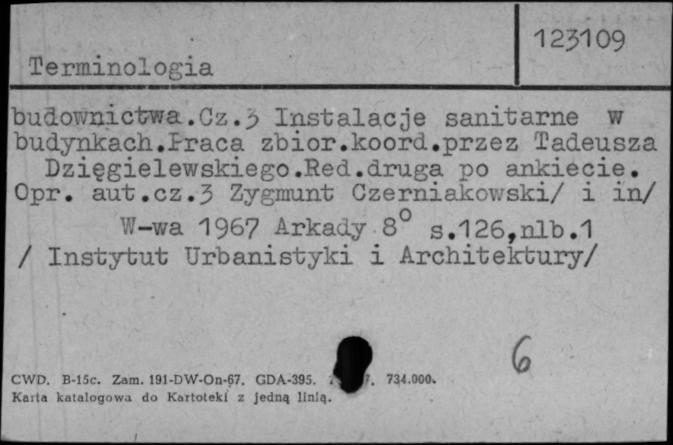 123109
Terminologia
budownictwa.Cz.3 Instalacje sanitarne w
budynkach.Praca zbior.koord.przez Tadeusza
Dzięgielewskiego.Red.druga po ankiecie.
Opr. aut.cz.3 Zygmunt Czerniakowski/ i in/
W-wa 1967 Arkady 8° s.126,nlb.1
/ Instytut Urbanistyki i Architektury/
6
CWD. B-15c. Zam. 191-DW-On-67. GDA-395. 734.000.
Karta katalogowa do Kartoteki z jedną linią.